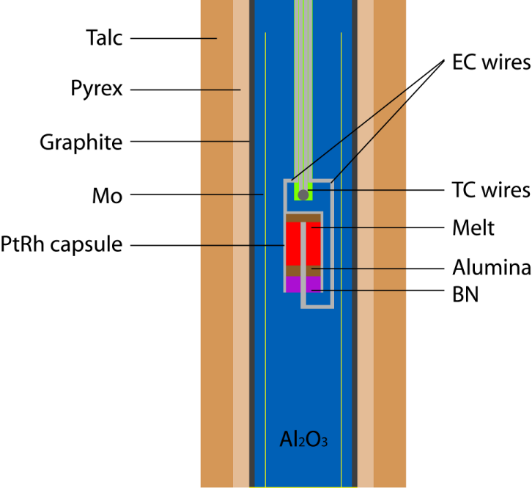 Talc
Pyrex
Graphite
Mo
PtRh capsule
EC wires
TC wires
Melt
Alumina
BN
Al₂O₃